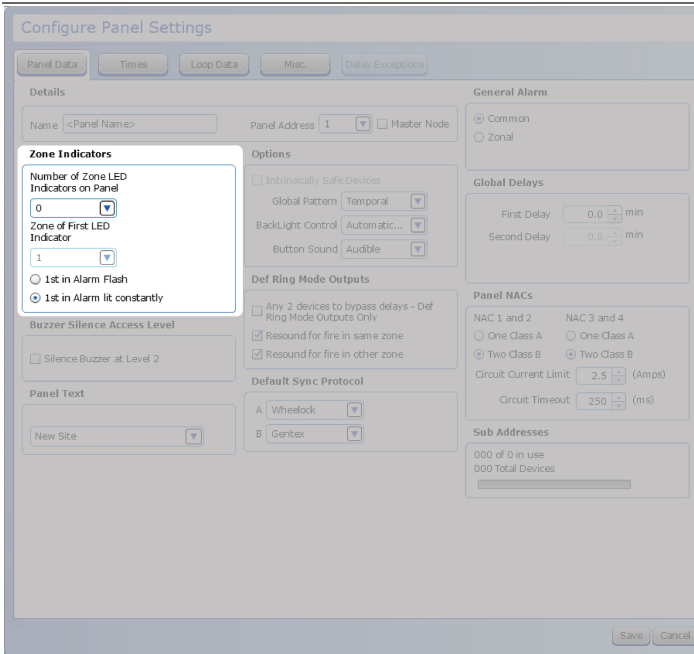 Configure Panel Settings
Panel Data
Times
Loop Data
Misc.
Delay Exceptions
Details
Name <Panel Name>
Panel Address 1
Master Node
Zone Indicators
Number of Zone LED
Indicators on Panel
0
Zone of First LED
Indicator
1
1st in Alarm Flash
1st in Alarm lit constantly
Buzzer Silence Access Level
Silence Buzzer at Level 2
Panel Text
New Site
Options
Intrinsically Safe Devices
Global Pattern Temporal
BackLight Control Automatic...
Button Sound Audible
Def Ring Mode Outputs
Any 2 devices to bypass delays - Def
Ring Mode Outputs Only
Resound for fire in same zone
Resound for fire in other zone
Default Sync Protocol
A Wheelock
B Gentex
General Alarm
Common
Zonal
Global Delays
First Delay 0.0 min
Second Delay 0.0 min
Panel NACs
NAC 1 and 2 NAC 3 and 4
One Class A One Class A
Two Class B Two Class B
Circuit Current Limit 2.5 (Amps)
Circuit Timeout 250 (ms)
Sub Addresses
000 of 0 in use
000 Total Devices
Save
Cancel